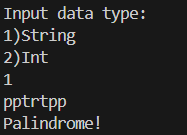 Input data type:
1)String
2)Int
1
pptrtpp
Palindrome!